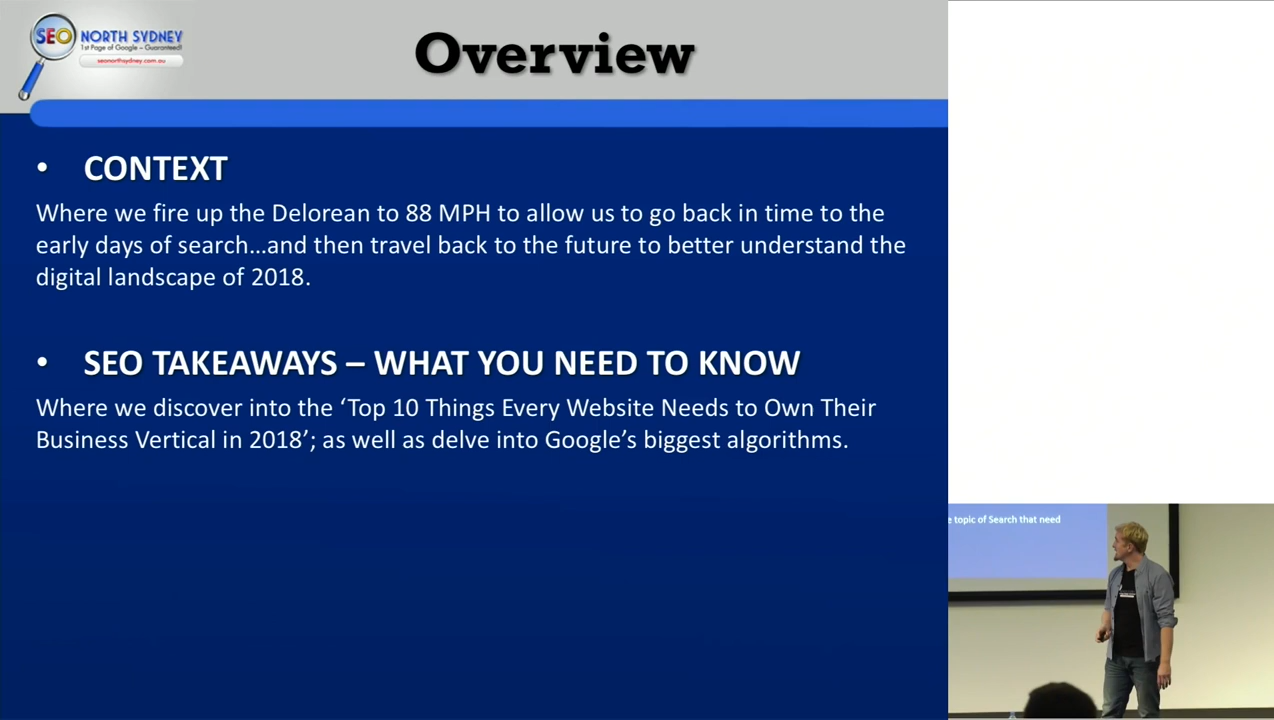 SEO NORTH SYDNEY
1st Page of Google – Guaranteed!
seonorthsydney.com.au
Overview
• CONTEXT
Where we fire up the Delorean to 88 MPH to allow us to go back in time to the
early days of search…and then travel back to the future to better understand the
digital landscape of 2018.
• SEO TAKEAWAYS – WHAT YOU NEED TO KNOW
Where we discover into the ‘Top 10 Things Every Website Needs to Own Their
Business Vertical in 2018’; as well as delve into Google’s biggest algorithms.
topic of Search that need